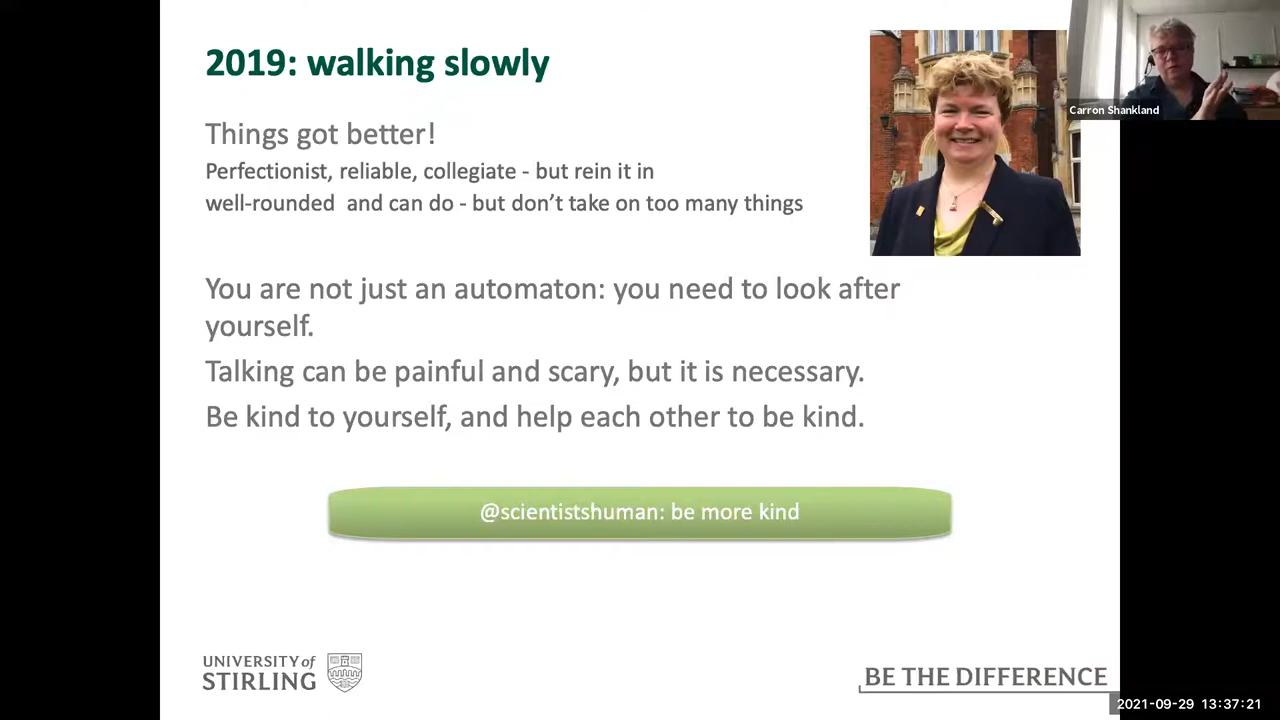 2019: walking slowly
Carron Shankland
Things got better!
Perfectionist, reliable, collegiate - but rein it in
well-rounded and can do - but don’t take on too many things
You are not just an automaton: you need to look after
yourself.
Talking can be painful and scary, but it is necessary.
Be kind to yourself, and help each other to be kind.
@scientistshuman: be more kind
UNIVERSITY of
STIRLING
BE THE DIFFERENCE
2021-09-29 13:37:21